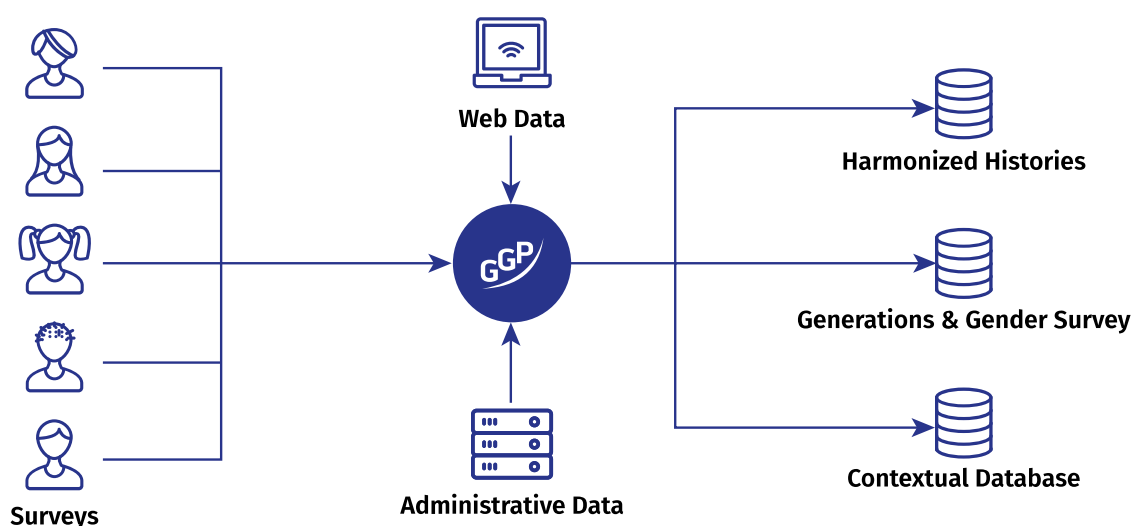 Web Data
Harmonized Histories
GGP
Generations & Gender Survey
Contextual Database
Administrative Data
Surveys